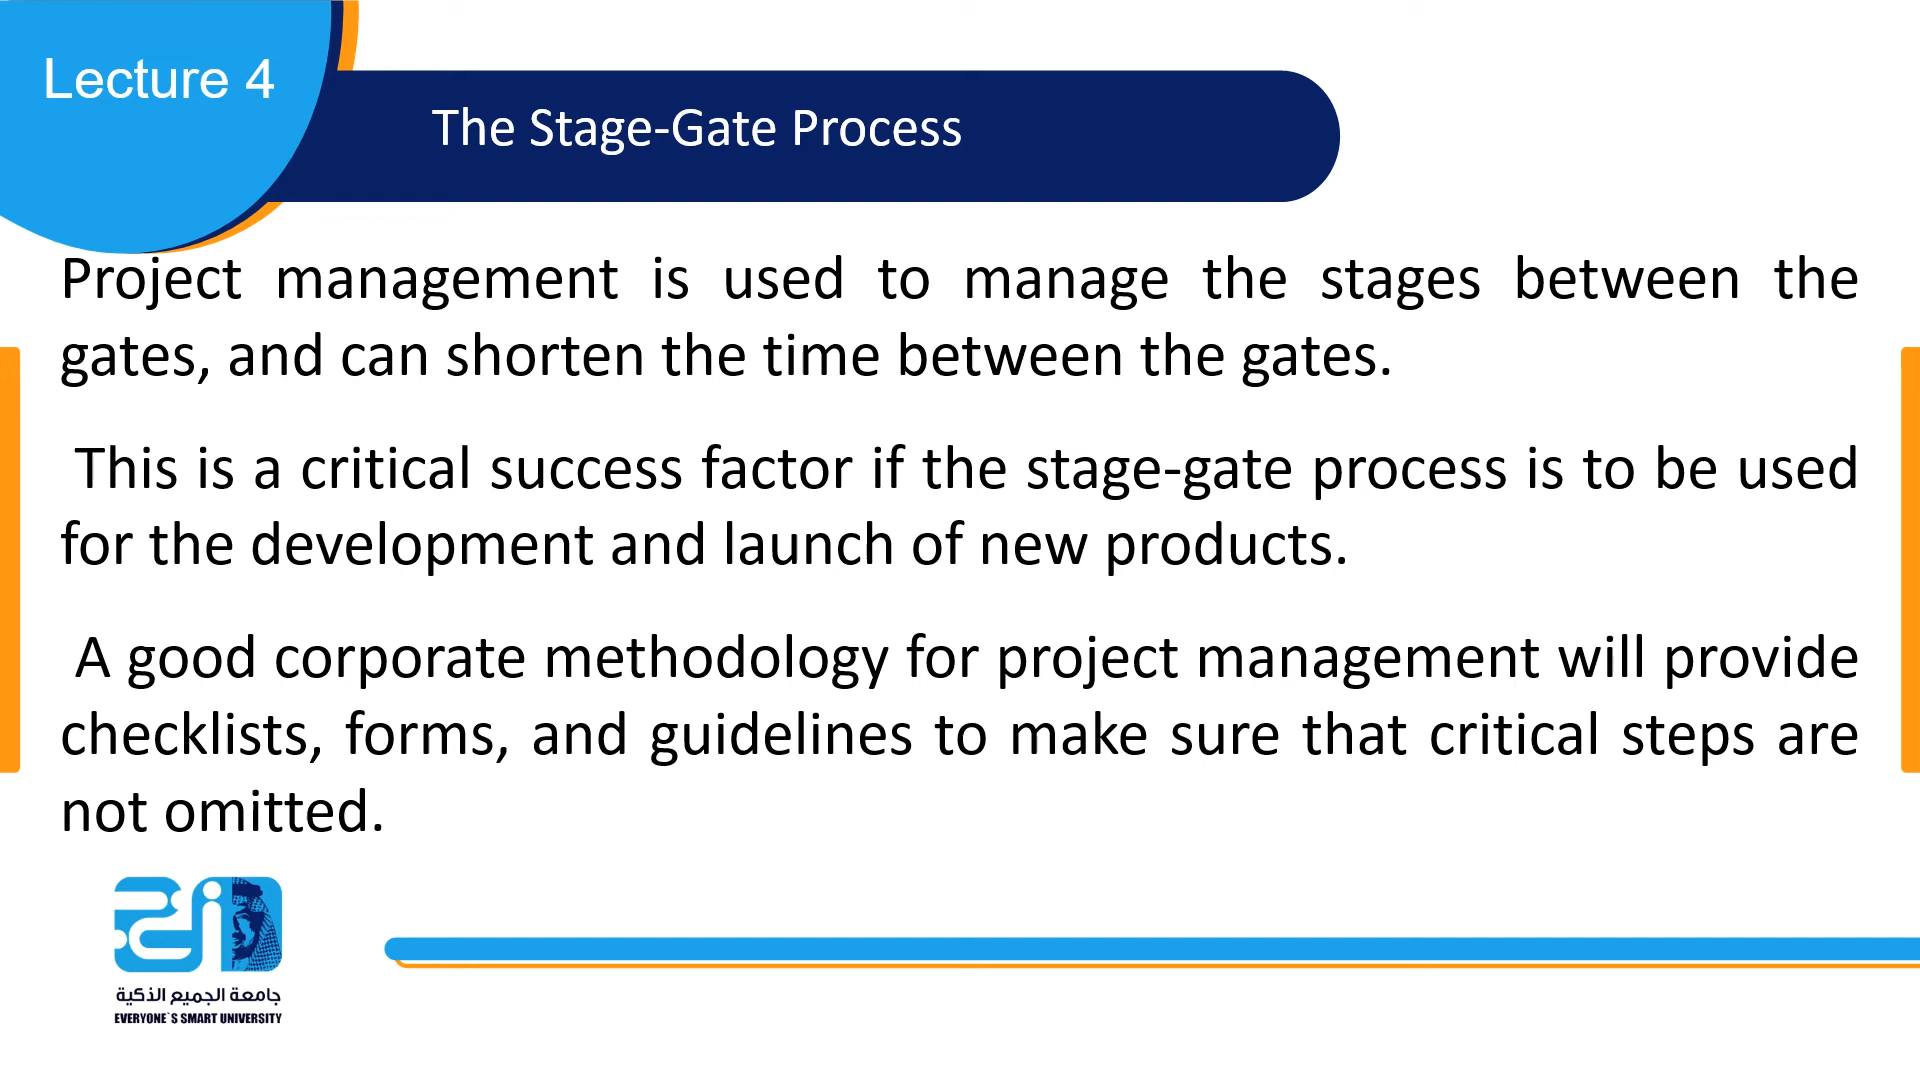 Lecture 4
The Stage-Gate Process
Project management is used to manage the stages between the
gates, and can shorten the time between the gates.
This is a critical success factor if the stage-gate process is to be used
for the development and launch of new products.
A good corporate methodology for project management will provide
checklists, forms, and guidelines to make sure that critical steps are
not omitted.
جامعة الجميع الذكية
EVERYONE`S SMART UNIVERSITY